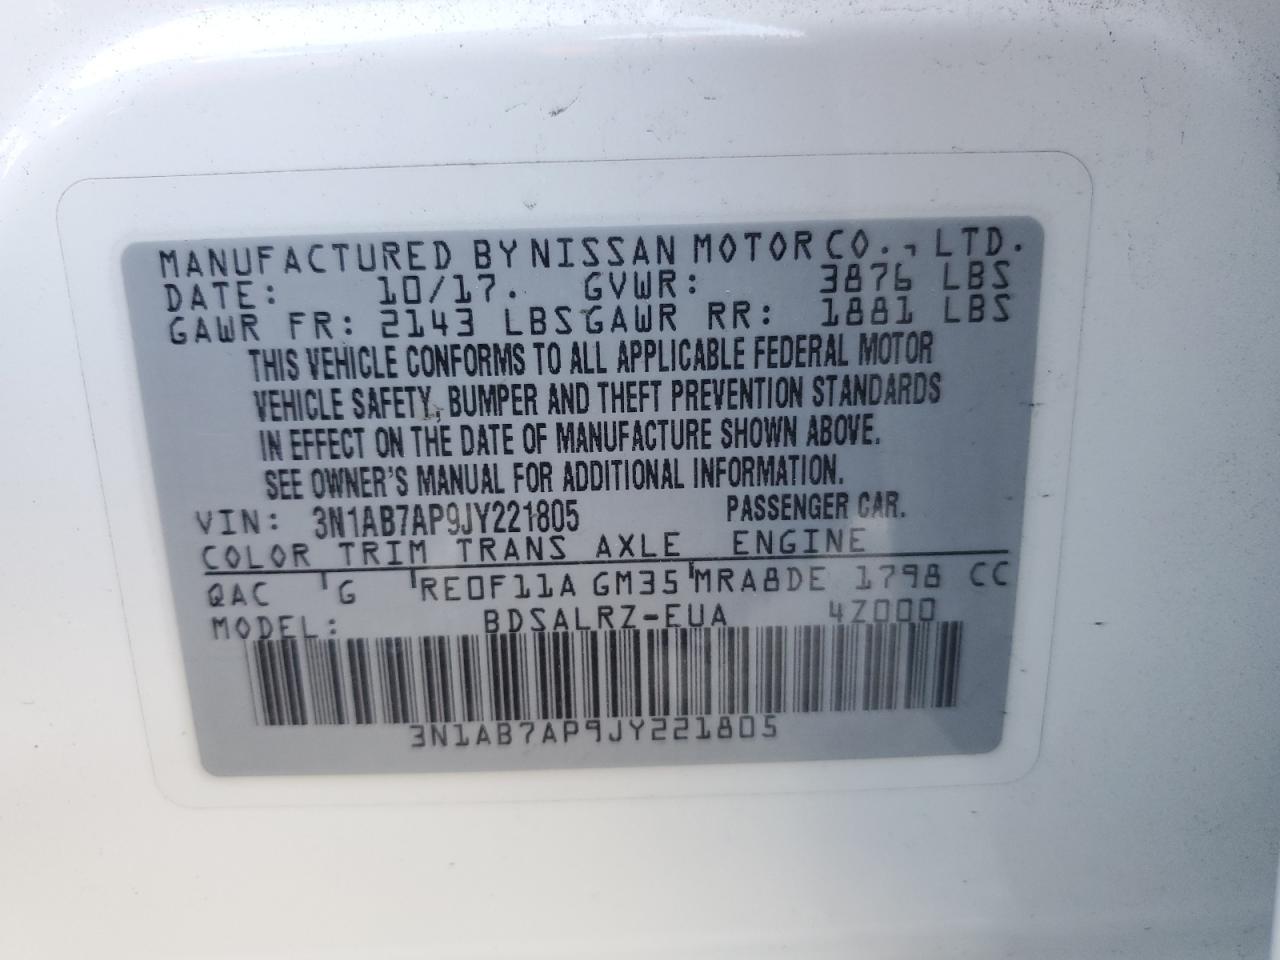 MANUFACTURED BY NISSAN MOTOR CO., LTD.
DATE: 10/17. GVWR: 3876 LBS
GAWR FR: 2143 LBS GAWR RR: 1881 LBS
THIS VEHICLE CONFORMS TO ALL APPLICABLE FEDERAL MOTOR
VEHICLE SAFETY, BUMPER AND THEFT PREVENTION STANDARDS
IN EFFECT ON THE DATE OF MANUFACTURE SHOWN ABOVE.
SEE OWNER'S MANUAL FOR ADDITIONAL INFORMATION.
VIN: 3N1AB7AP9JY221805 PASSENGER CAR.
COLOR TRIM TRANS AXLE ENGINE
QAC G RE0F11A GM35 MRA8DE 1798 CC
MODEL: BDSALRZ-EUA 4Z000
3N1AB7AP9JY221805